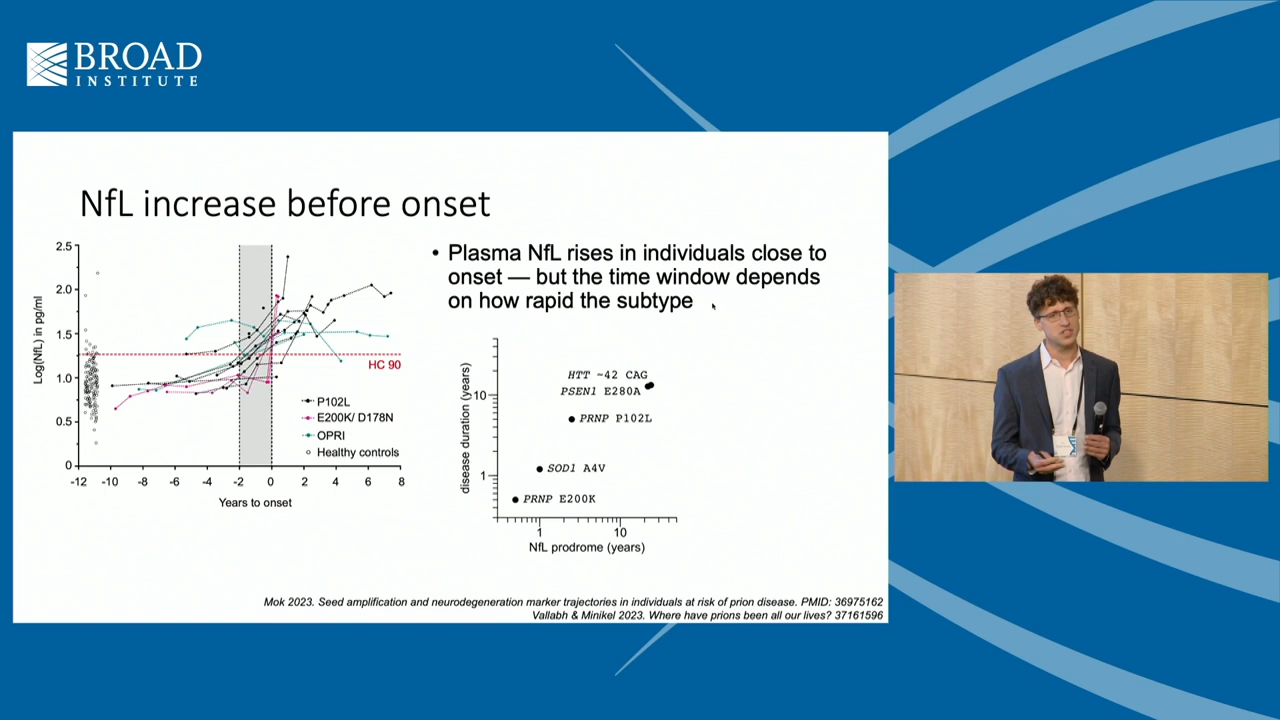 BROAD
INSTITUTE
NfL increase before onset
2.5
2.0
1.5
1.0
0.5
0
Log(NfL) in pg/ml
HC 90
P102L
E200K/ D178N
OPRI
Healthy controls
-12 -10 -8 -6 -4 -2 0 2 4 6 8
Years to onset
• Plasma NfL rises in individuals close to
onset — but the time window depends
on how rapid the subtype
disease duration (years)
10
1
HTT ~42 CAG
PSEN1 E280A
PRNP P102L
SOD1 A4V
PRNP E200K
1 10
NfL prodrome (years)
Mok 2023. Seed amplification and neurodegeneration marker trajectories in individuals at risk of prion disease. PMID: 36975162
Vallabh & Minikel 2023. Where have prions been all our lives? 37161596